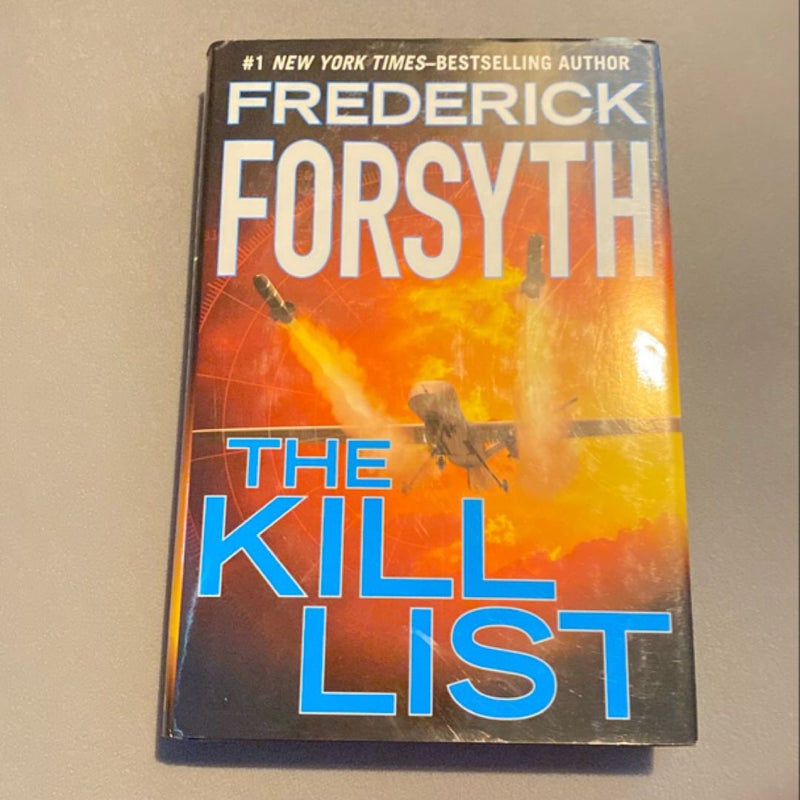 #1 NEW YORK TIMES–BESTSELLING AUTHOR
FREDERICK
FORSYTH
THE
KILL
LIST